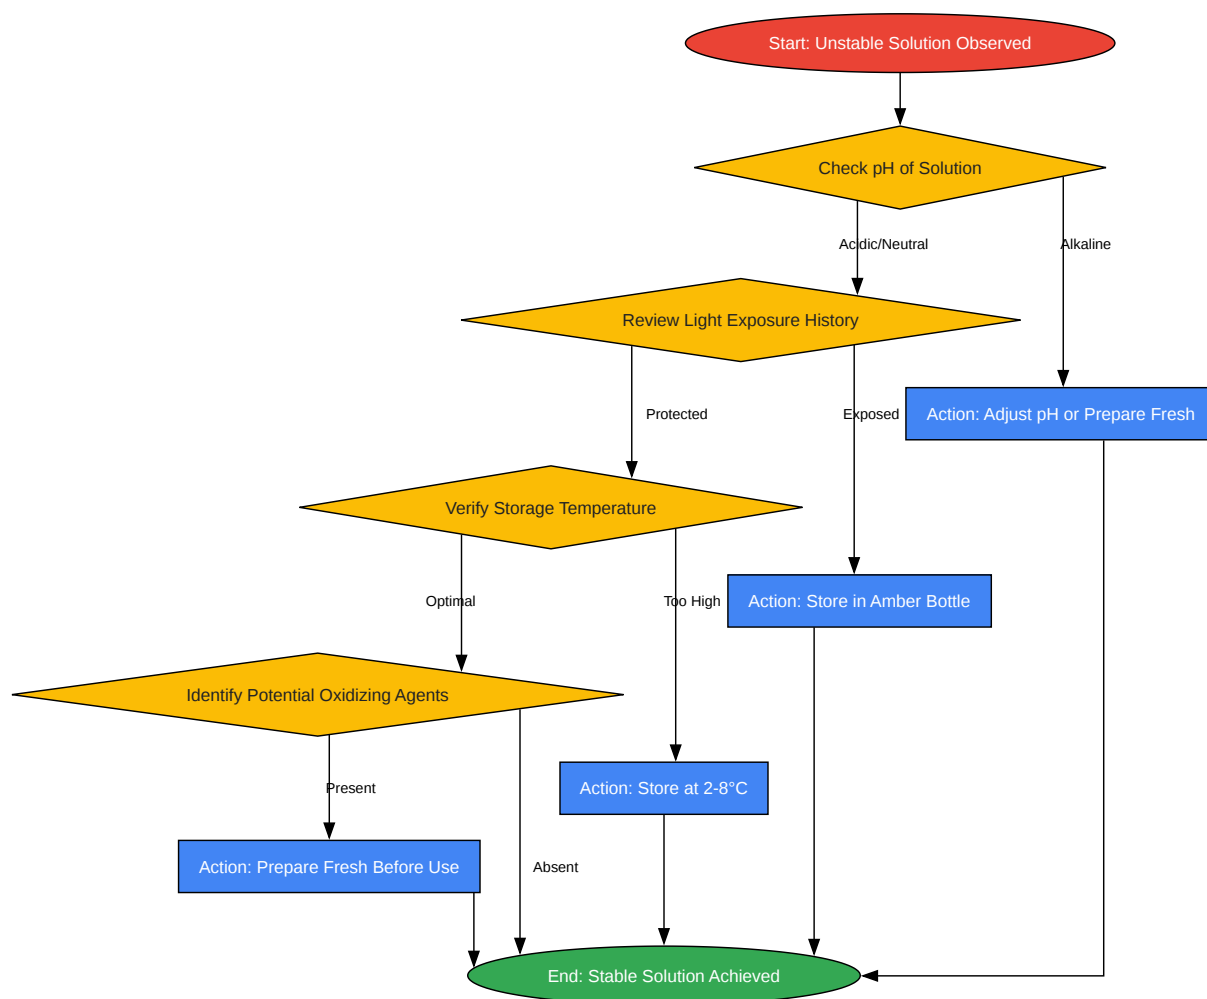 Start: Unstable Solution Observed
Check pH of Solution
Acidic/Neutral
Alkaline
Review Light Exposure History
Protected
Exposed
Action: Adjust pH or Prepare Fresh
Verify Storage Temperature
Optimal
Too High
Action: Store in Amber Bottle
Identify Potential Oxidizing Agents
Present
Action: Store at 2-8°C
Action: Prepare Fresh Before Use
Absent
End: Stable Solution Achieved